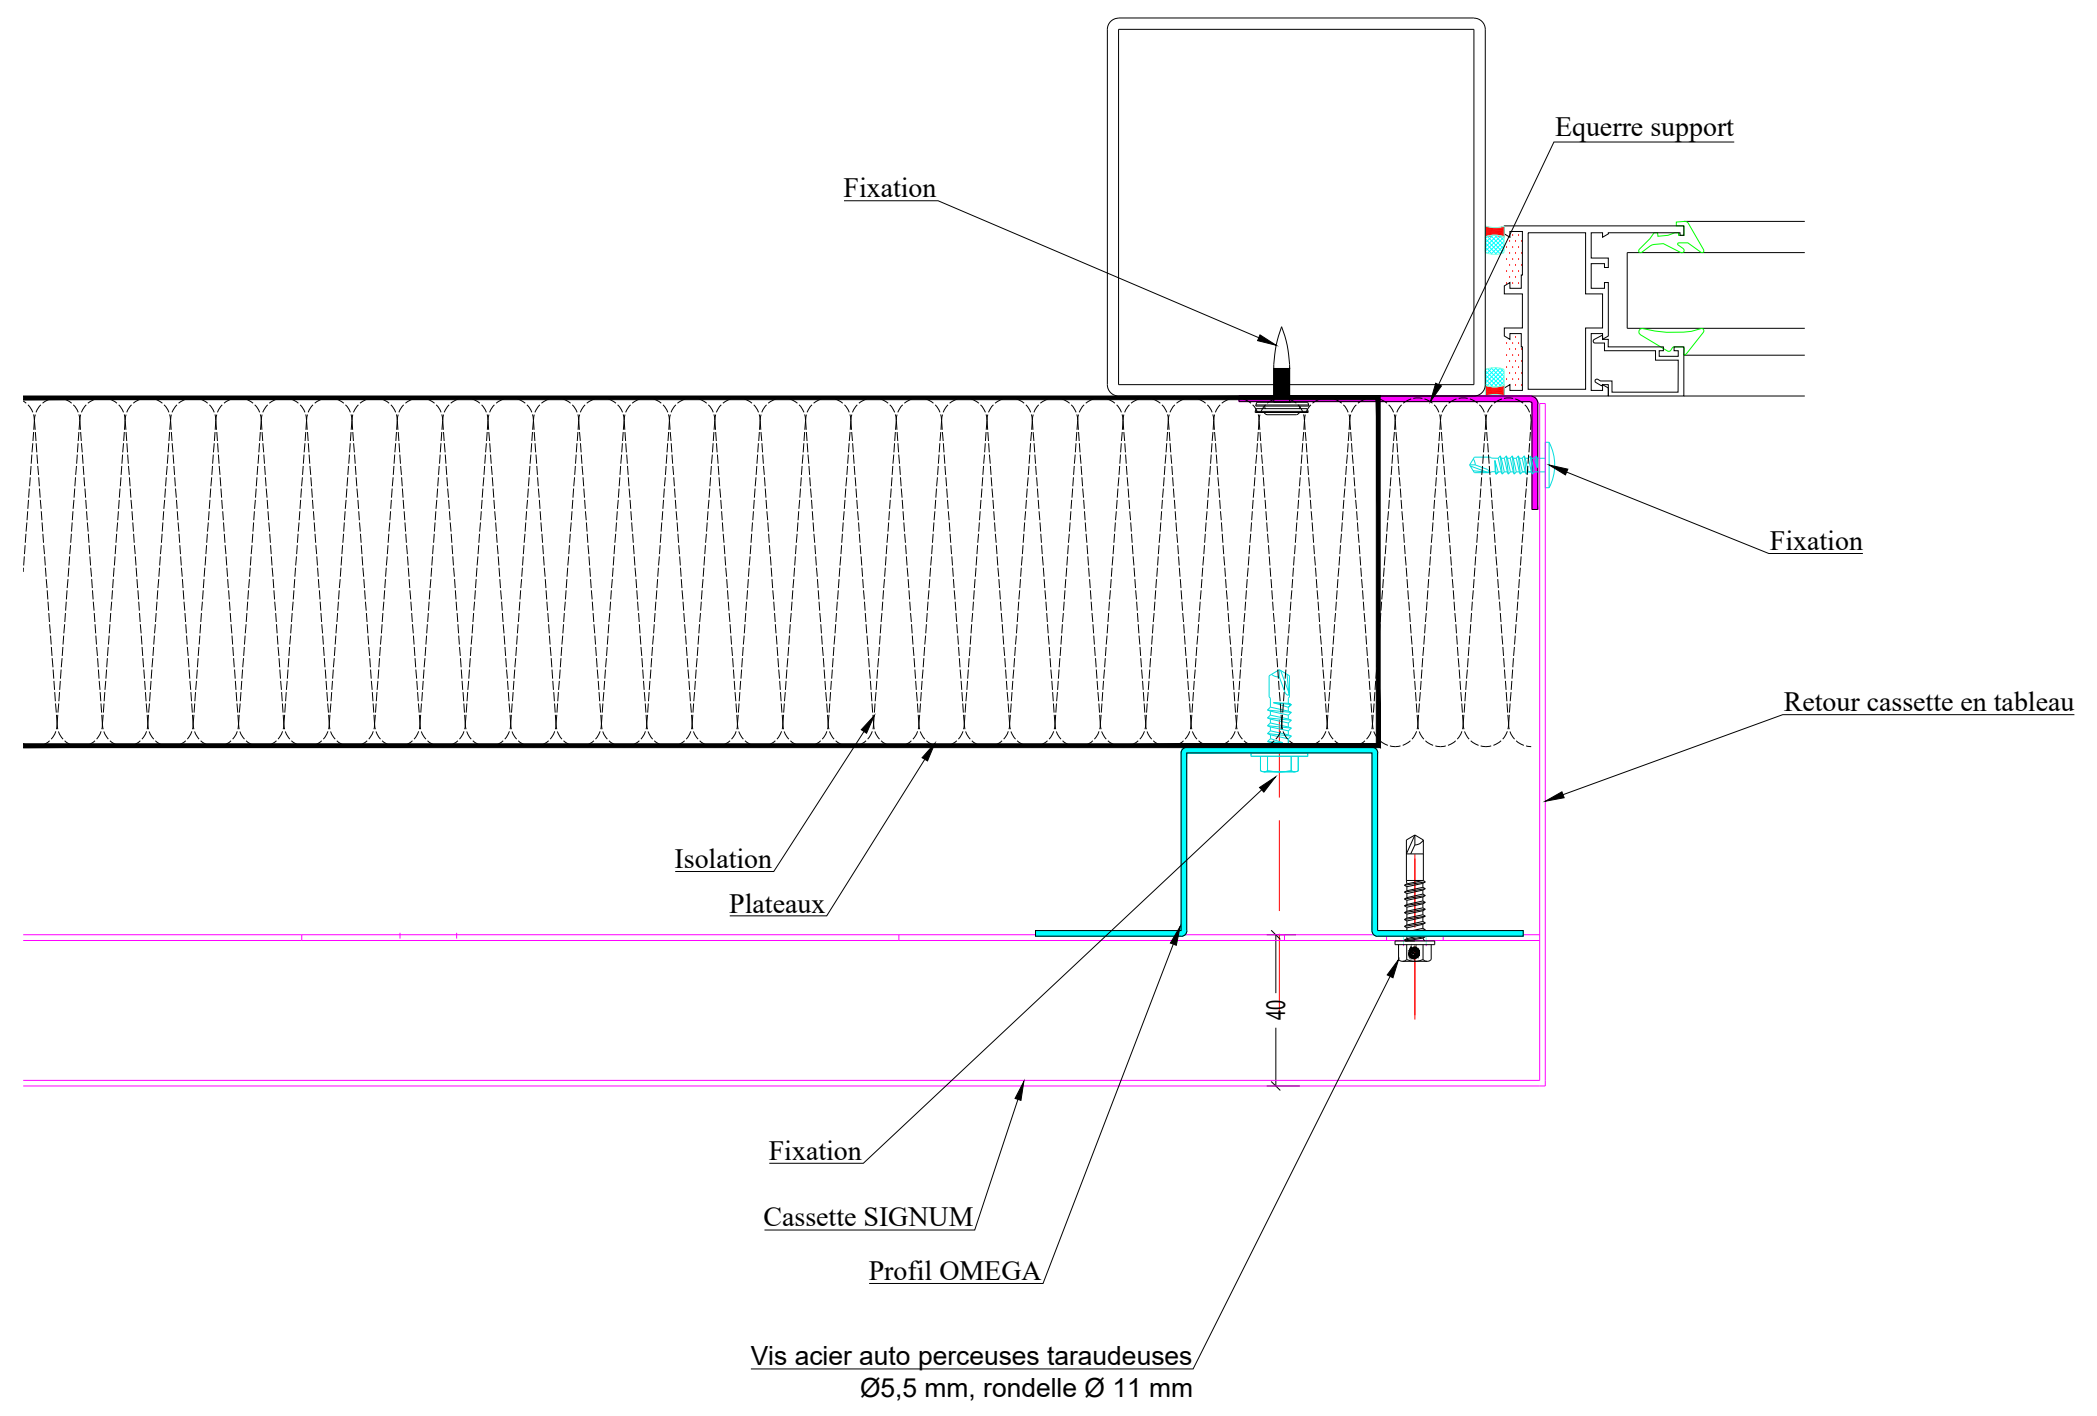 Equerre support
Fixation
Fixation
Retour cassette en tableau
Isolation
Plateaux
40
Fixation
Cassette SIGNUM
Profil OMEGA
Vis acier auto perceuses taraudeuses
Ø5,5 mm, rondelle Ø 11 mm